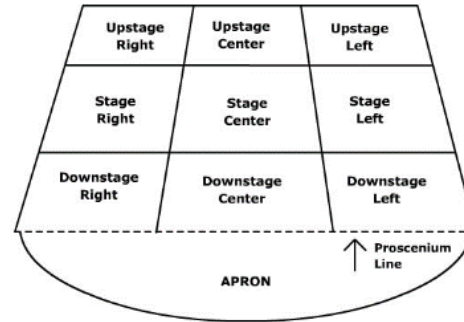 Upstage
Right
Upstage
Center
Upstage
Left
Stage
Right
Stage
Center
Stage
Left
Downstage
Right
Downstage
Center
Downstage
Left
Proscenium
Line
APRON